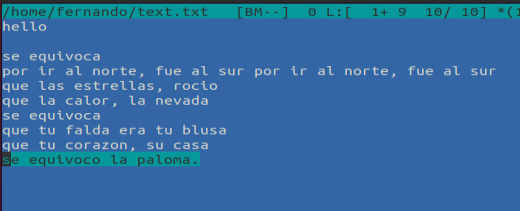 /home/fernando/text.txt   [BM--]  0 L:[  1+ 9  10/ 10] *(1
hello

se equivoca
por ir al norte, fue al sur por ir al norte, fue al sur
que las estrellas, rocio
que la calor, la nevada
se equivoca
que tu falda era tu blusa
que tu corazon, su casa
se equivoco la paloma.